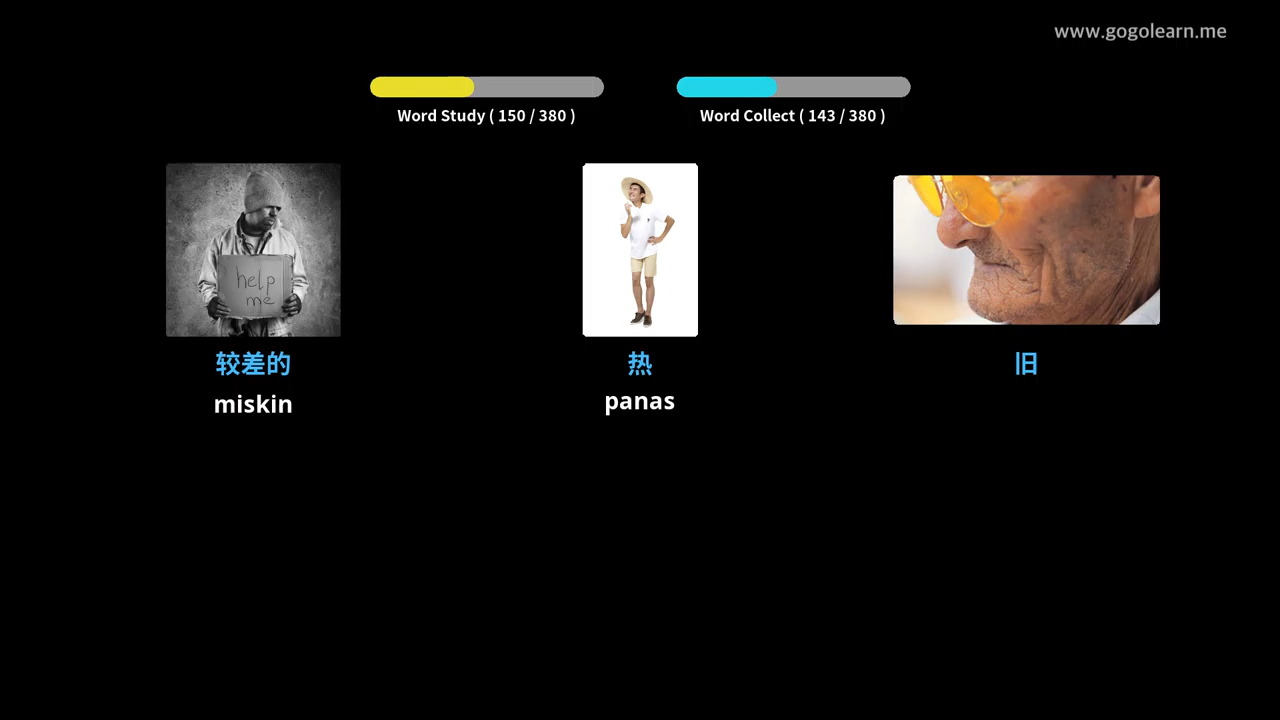 www.gogolearn.me
Word Study ( 150 / 380 )
Word Collect ( 143 / 380 )
help
me
较差的
热
旧
miskin
panas